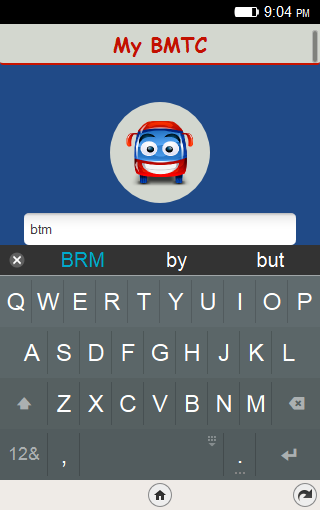 9:04 PM
My BMTC
btm
BRM by but
Q W E R T Y U I O P
A S D F G H J K L
Z X C V B N M
12& , .